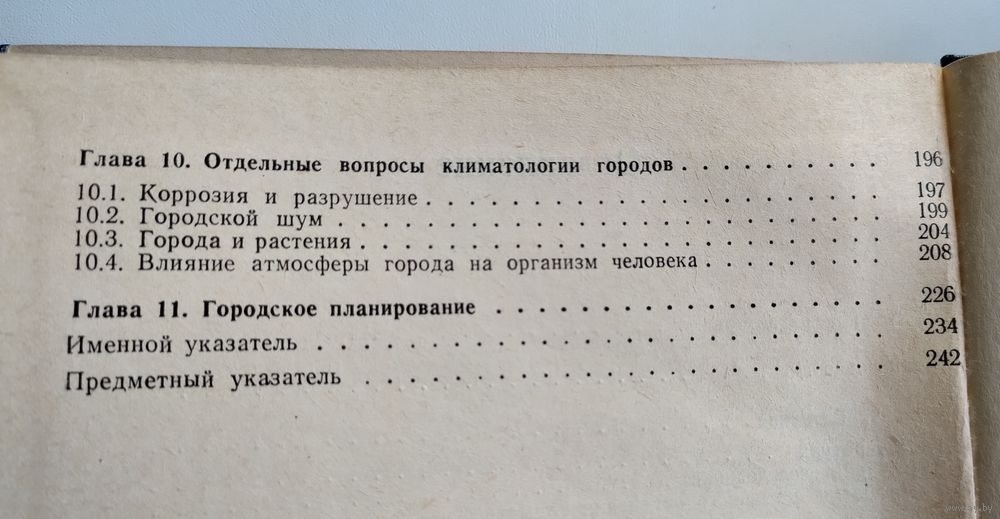 Глава 10. Отдельные вопросы климатологии городов . . . . . . . . . . 196
10.1. Коррозия и разрушение . . . . . . . . . . . . . . . . 197
10.2. Городской шум . . . . . . . . . . . . . . . . . . . 199
10.3. Города и растения . . . . . . . . . . . . . . . . . . 204
10.4. Влияние атмосферы города на организм человека . . . . . . . 208
Глава 11. Городское планирование . . . . . . . . . . . . . . 226
Именной указатель . . . . . . . . . . . . . . . . . . . . 234
Предметный указатель . . . . . . . . . . . . . . . . . . 242